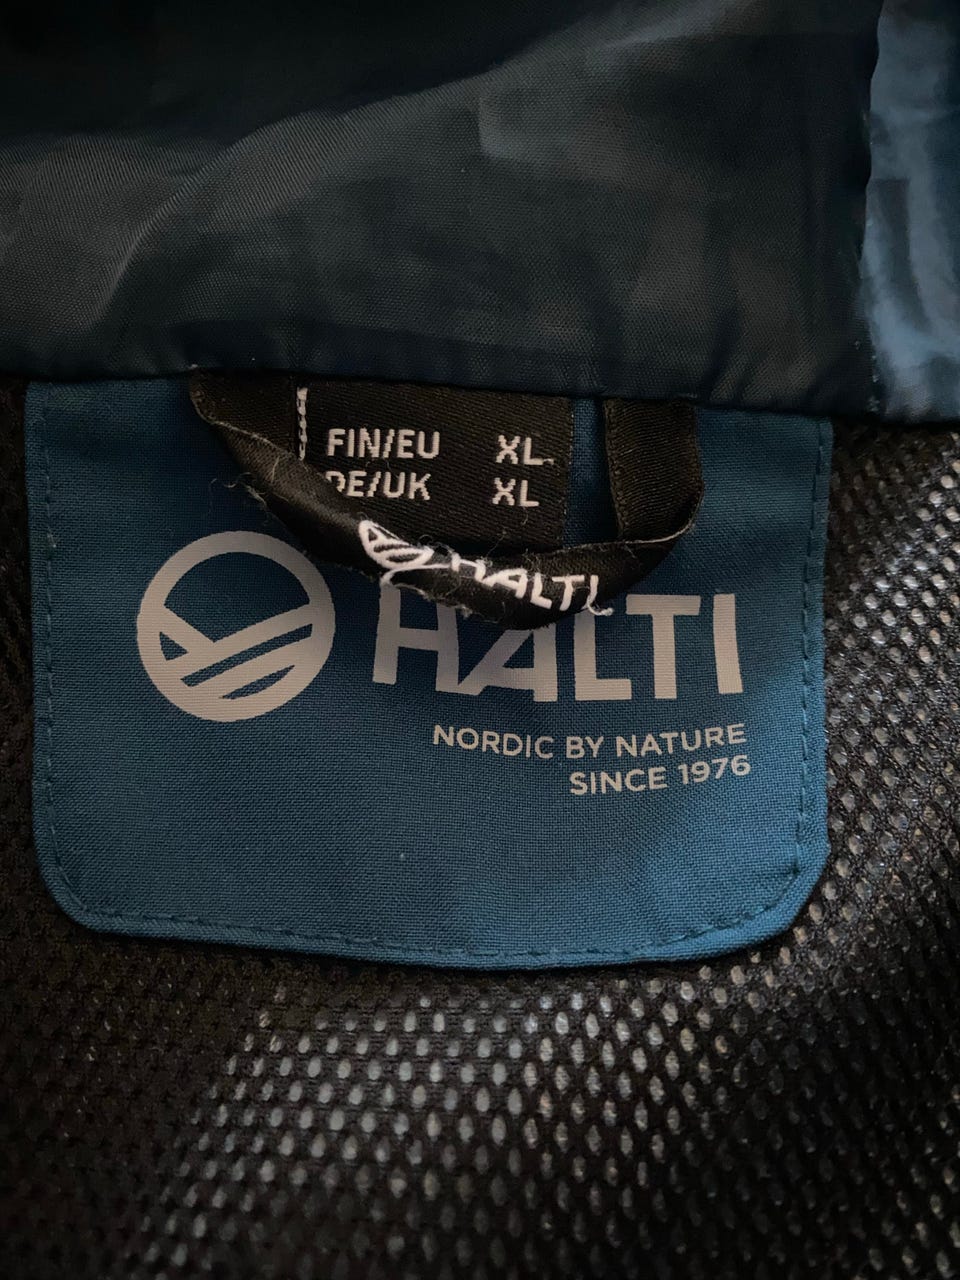 FIN/EU XL
DE/UK XL
HALTI
HALTI
NORDIC BY NATURE
SINCE 1976